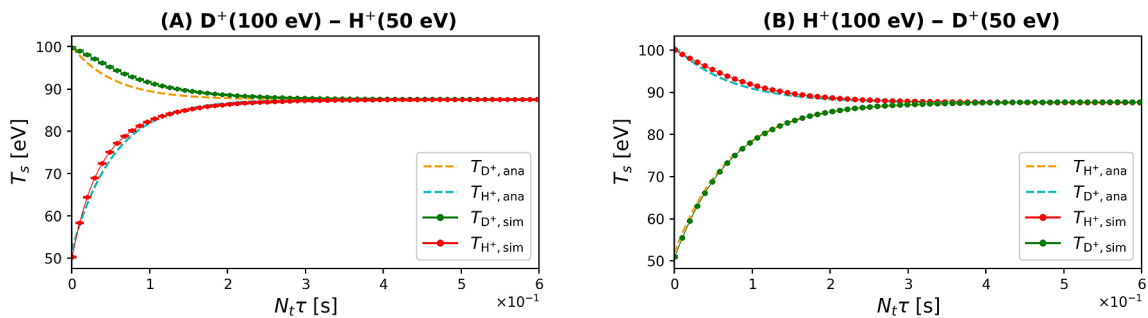 (A) D⁺(100 eV) – H⁺(50 eV)
100
90
80
70
60
50
T_s [eV]
T_D⁺,ana
T_H⁺,ana
T_D⁺,sim
T_H⁺,sim
0 1 2 3 4 5 6
×10⁻¹
N_tτ [s]
(B) H⁺(100 eV) – D⁺(50 eV)
100
90
80
70
60
50
T_s [eV]
T_H⁺,ana
T_D⁺,ana
T_H⁺,sim
T_D⁺,sim
0 1 2 3 4 5 6
×10⁻¹
N_tτ [s]